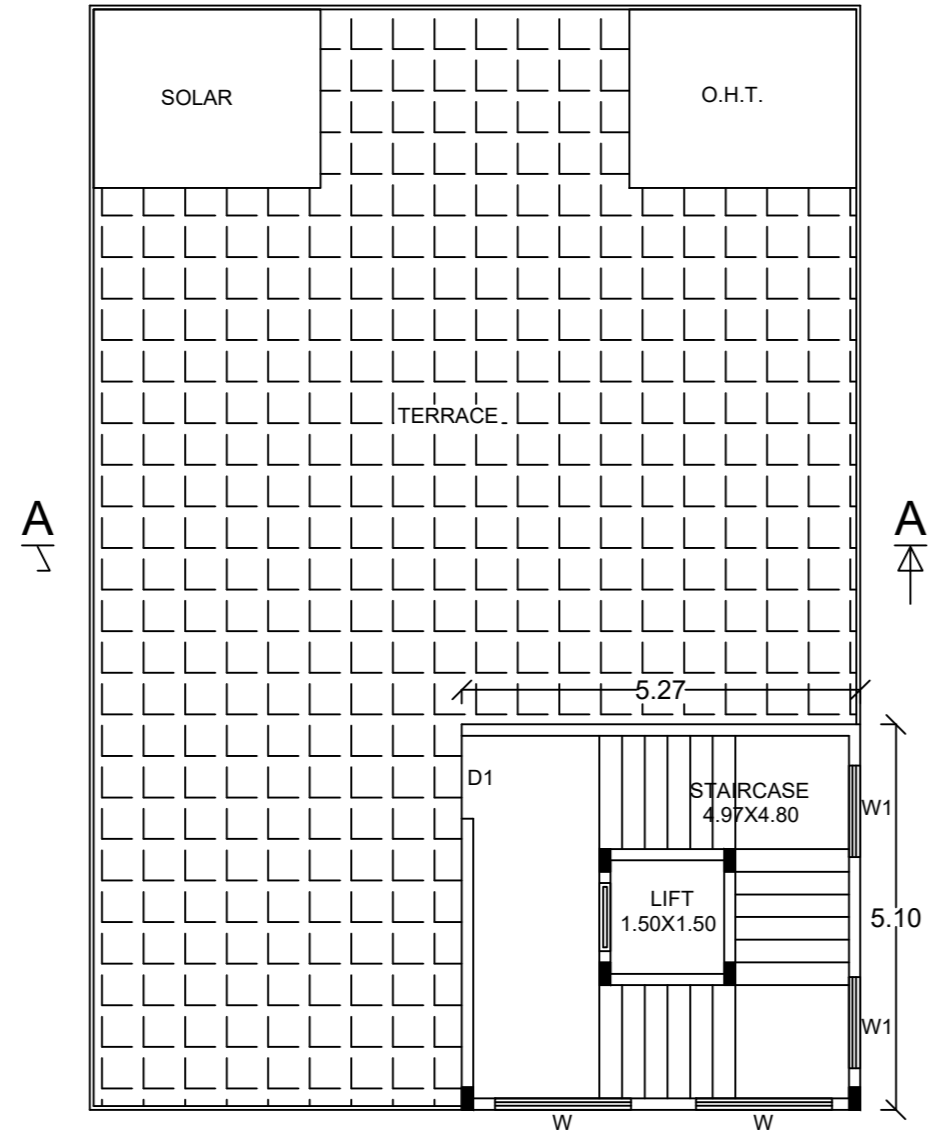 SOLAR
O.H.T.
TERRACE
A
A
5.27
D1
STAIRCASE
4.97X4.80
W1
LIFT
1.50X1.50
5.10
W1
W
W